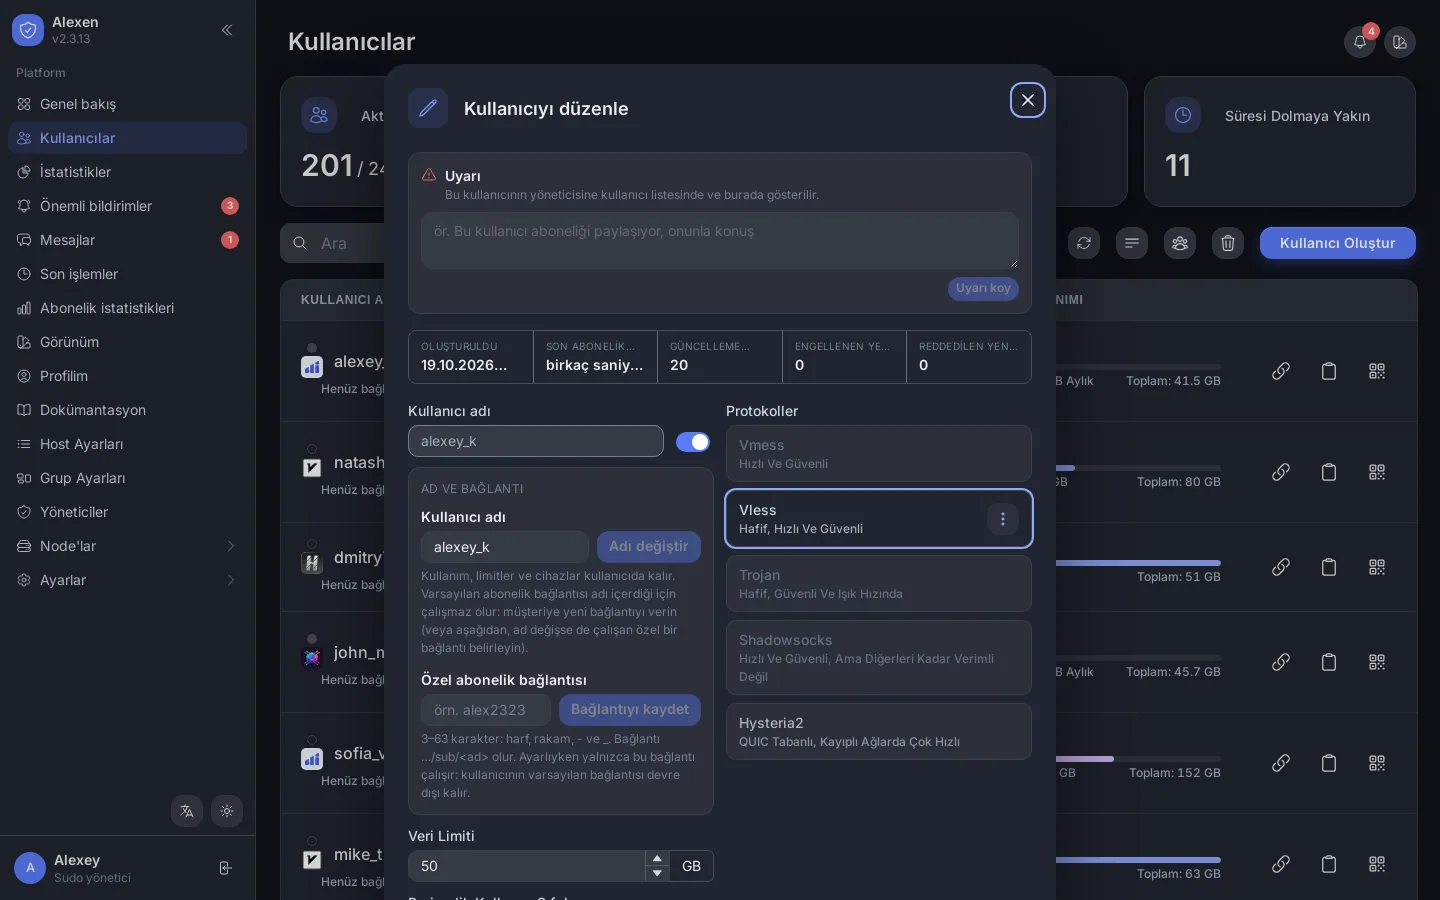 Alexen
v2.3.13
Platform
Genel bakış
Kullanıcılar
İstatistikler
Önemli bildirimler
3
Mesajlar
1
Son işlemler
Abonelik istatistikleri
Görünüm
Profilim
Dokümantasyon
Host Ayarları
Grup Ayarları
Yöneticiler
Node'lar
Ayarlar
A
Alexey
Sudo yönetici
Kullanıcılar
4
Akt
201 / 24
Süresi Dolmaya Yakın
11
Ara
Kullanıcı Oluştur
KULLANICI A
NIMI
alexey_
Henüz bağl
B Aylık
Toplam: 41.5 GB
natash
Henüz bağl
GB
Toplam: 80 GB
dmitry
Henüz bağl
Toplam: 51 GB
john_n
Henüz bağl
B Aylık
Toplam: 45.7 GB
sofia_v
Henüz bağl
GB
Toplam: 152 GB
mike_t
Henüz bağl
Toplam: 63 GB
Kullanıcıyı düzenle
Uyarı
Bu kullanıcının yöneticisine kullanıcı listesinde ve burada gösterilir.
ör. Bu kullanıcı aboneliği paylaşıyor, onunla konuş
Uyarı koy
OLUŞTURULDU
19.10.2026...
SON ABONELİK...
birkaç saniy...
GÜNCELLEME...
20
ENGELLENEN YE...
0
REDDEDİLEN YEN...
0
Kullanıcı adı
alexey_k
AD VE BAĞLANTI
Kullanıcı adı
alexey_k
Adı değiştir
Kullanım, limitler ve cihazlar kullanıcıda kalır.
Varsayılan abonelik bağlantısı adı içerdiği için
çalışmaz olur: müşteriye yeni bağlantıyı verin
(veya aşağıdan, ad değişse de çalışan özel bir
bağlantı belirleyin).
Özel abonelik bağlantısı
örn. alex2323
Bağlantıyı kaydet
3–63 karakter: harf, rakam, - ve _. Bağlantı
…/sub/<ad> olur. Ayarlıyken yalnızca bu bağlantı
çalışır: kullanıcının varsayılan bağlantısı devre
dışı kalır.
Veri Limiti
50
GB
Protokoller
Vmess
Hızlı Ve Güvenli
Vless
Hafif, Hızlı Ve Güvenli
Trojan
Hafif, Güvenli Ve Işık Hızında
Shadowsocks
Hızlı Ve Güvenli, Ama Diğerleri Kadar Verimli
Değil
Hysteria2
QUIC Tabanlı, Kayıplı Ağlarda Çok Hızlı